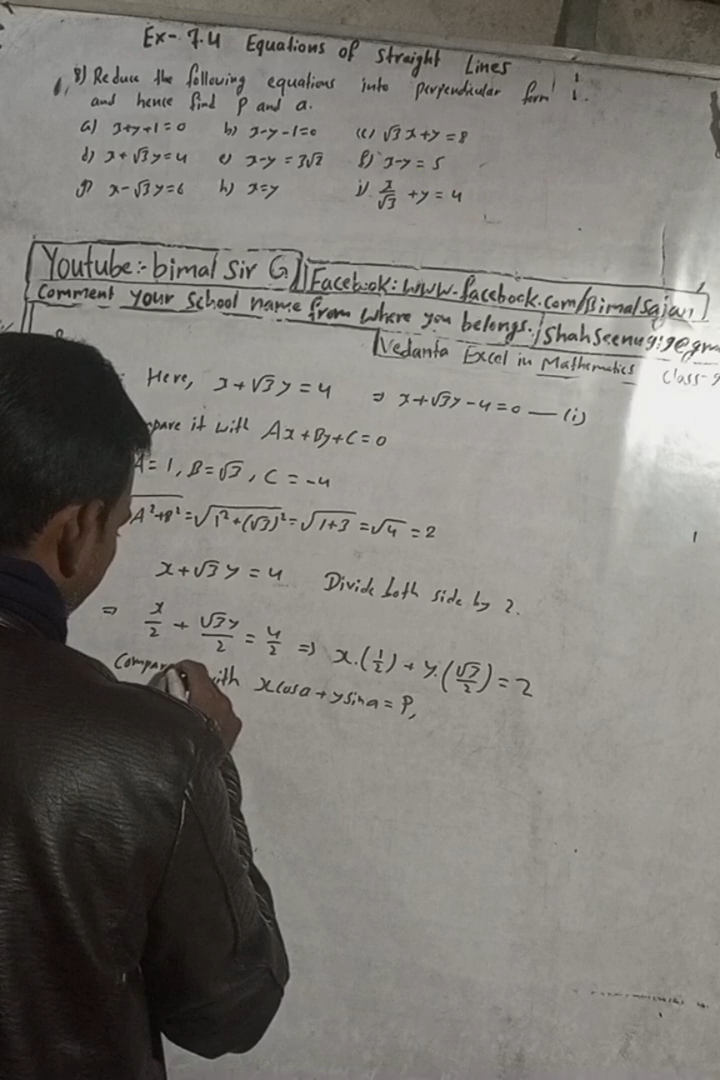 Ex- 7.4 Equations of Straight Lines
8) Reduce the following equations into perpendicular form
and hence find P and α.
a) x+y+1=0 b) x-y-1=0 (c) √3 x+y=8
d) x+√3y=4 e) x-y=3√2 f) x-y=5
g) x-√3y=6 h) x=y i) x/√3 +y=4
Youtube:- bimal Sir G
Facebook: www.facebook.com/Bimalsajan
Comment your School name from where you belongs.
Vedanta Excel in Mathematics Class-9
Here, x+√3y=4 ⇒ x+√3y-4=0 — (i)
it with Ax+By+C=0
A=1, B=√3, C=-4
A²+B² = √1²+(√3)² = √1+3 = √4 = 2
x+√3y=4 Divide both side by 2.
⇒ x/2 + √3y/2 = 4/2 ⇒ x.(1/2) + y.(√3/2) = 2
with xcosα+ysinα=P,